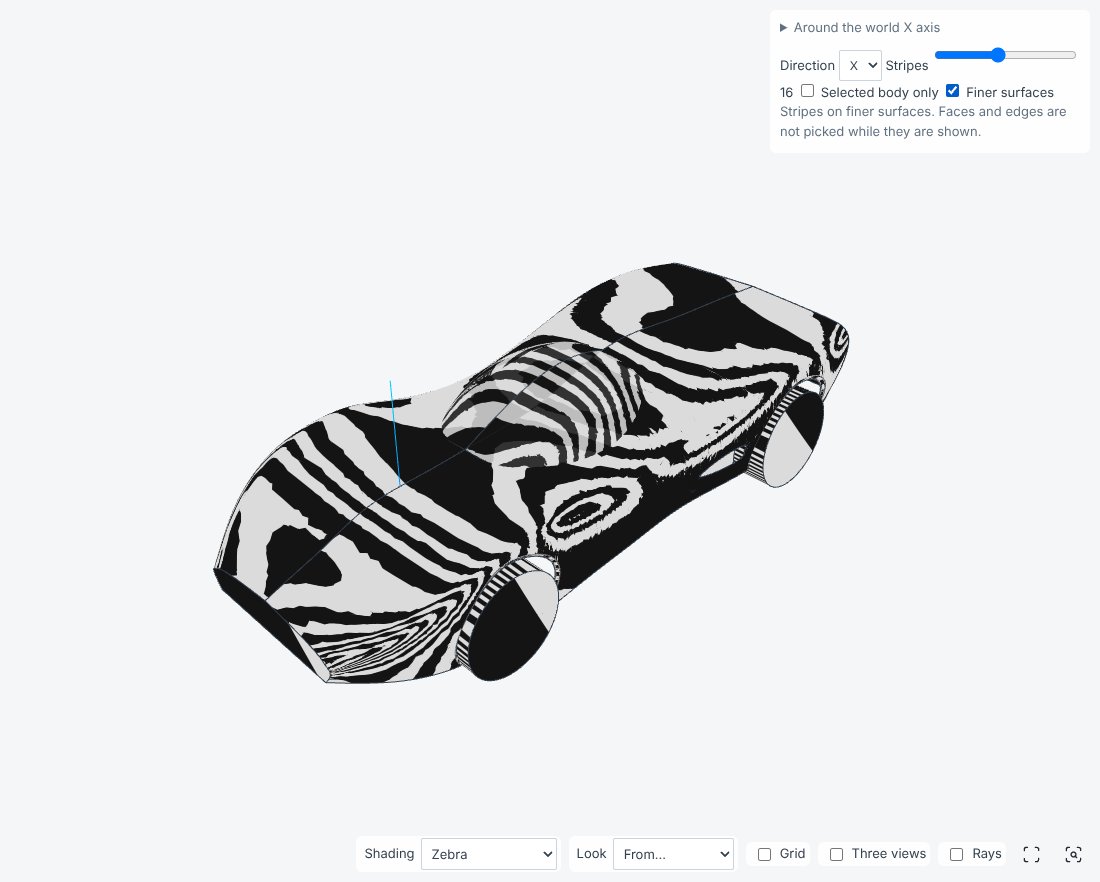 ▶ Around the world X axis
Direction X Stripes
16 Selected body only Finer surfaces
Stripes on finer surfaces. Faces and edges are
not picked while they are shown.
Shading Zebra Look From... Grid Three views Rays